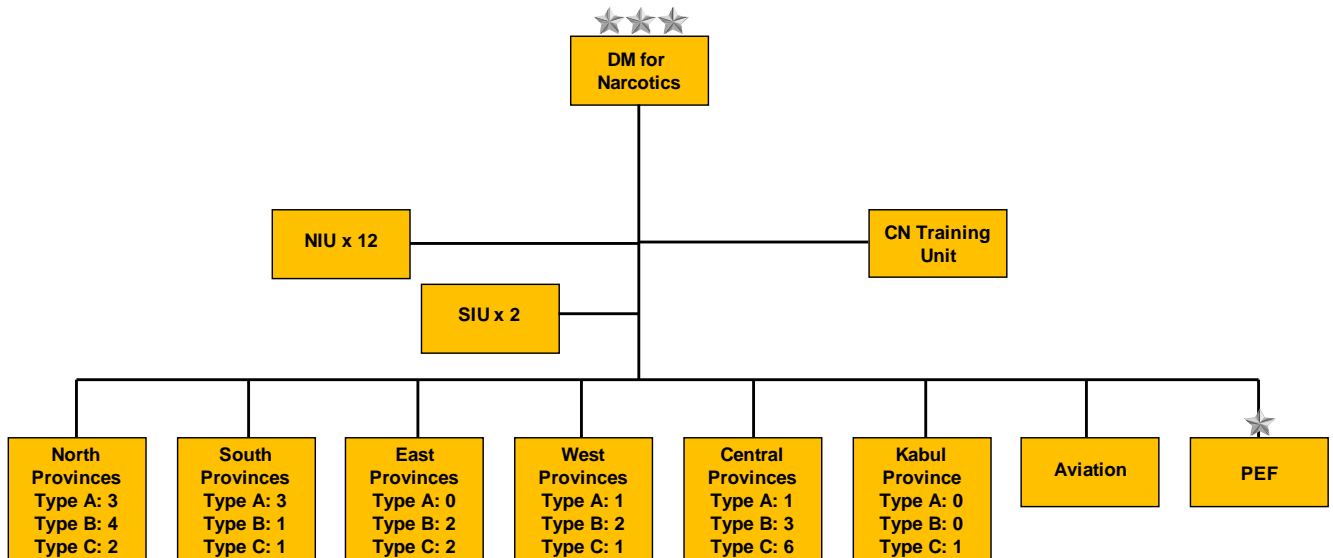 DM for
Narcotics
NIU x 12
CN Training
Unit
SIU x 2
North
Provinces
Type A: 3
Type B: 4
Type C: 2
South
Provinces
Type A: 3
Type B: 1
Type C: 1
East
Provinces
Type A: 0
Type B: 2
Type C: 2
West
Provinces
Type A: 1
Type B: 2
Type C: 1
Central
Provinces
Type A: 1
Type B: 3
Type C: 6
Kabul
Province
Type A: 0
Type B: 0
Type C: 1
Aviation
PEF